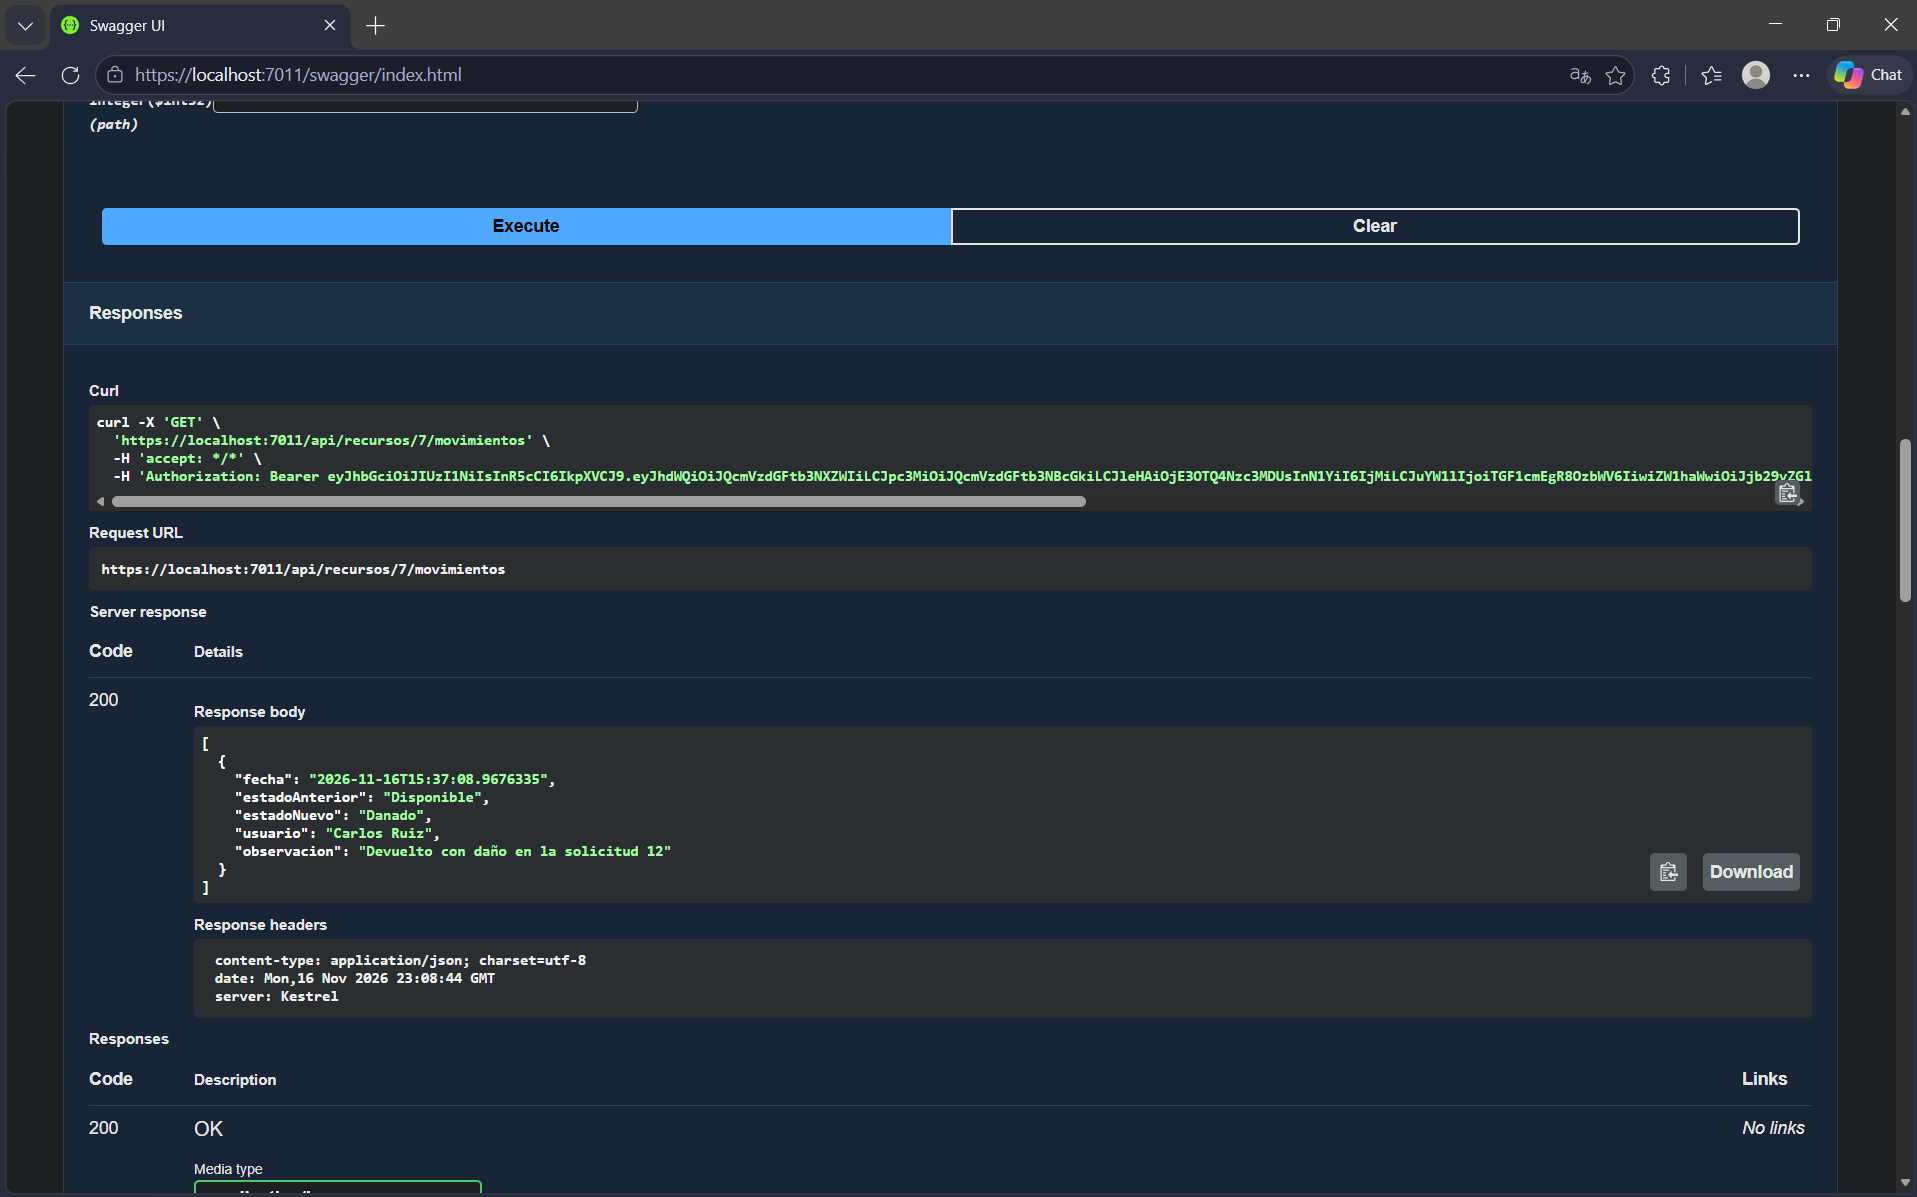 Swagger UI
https://localhost:7011/swagger/index.html
Chat
integer($int32)
(path)
Execute
Clear
Responses
Curl
curl -X 'GET' \
'https://localhost:7011/api/recursos/7/movimientos' \
-H 'accept: */*' \
-H 'Authorization: Bearer eyJhbGciOiJIUzI1NiIsInR5cCI6IkpXVCJ9.eyJhdWQiOiJQcmVzdGFtb3NXZWIiLCJpc3MiOiJQcmVzdGFtb3NBcGkiLCJleHAiOjE3OTQ4Nzc3MDUsInN1YiI6IjMiLCJuYW1lIjoiTGF1cmEgR8OzbWV6IiwiZW1haWwiOiJjb29yZGl
Request URL
https://localhost:7011/api/recursos/7/movimientos
Server response
Code
Details
200
Response body
[
{
"fecha": "2026-11-16T15:37:08.9676335",
"estadoAnterior": "Disponible",
"estadoNuevo": "Danado",
"usuario": "Carlos Ruiz",
"observacion": "Devuelto con daño en la solicitud 12"
}
]
Download
Response headers
content-type: application/json; charset=utf-8
date: Mon,16 Nov 2026 23:08:44 GMT
server: Kestrel
Responses
Code
Description
Links
200
OK
No links
Media type